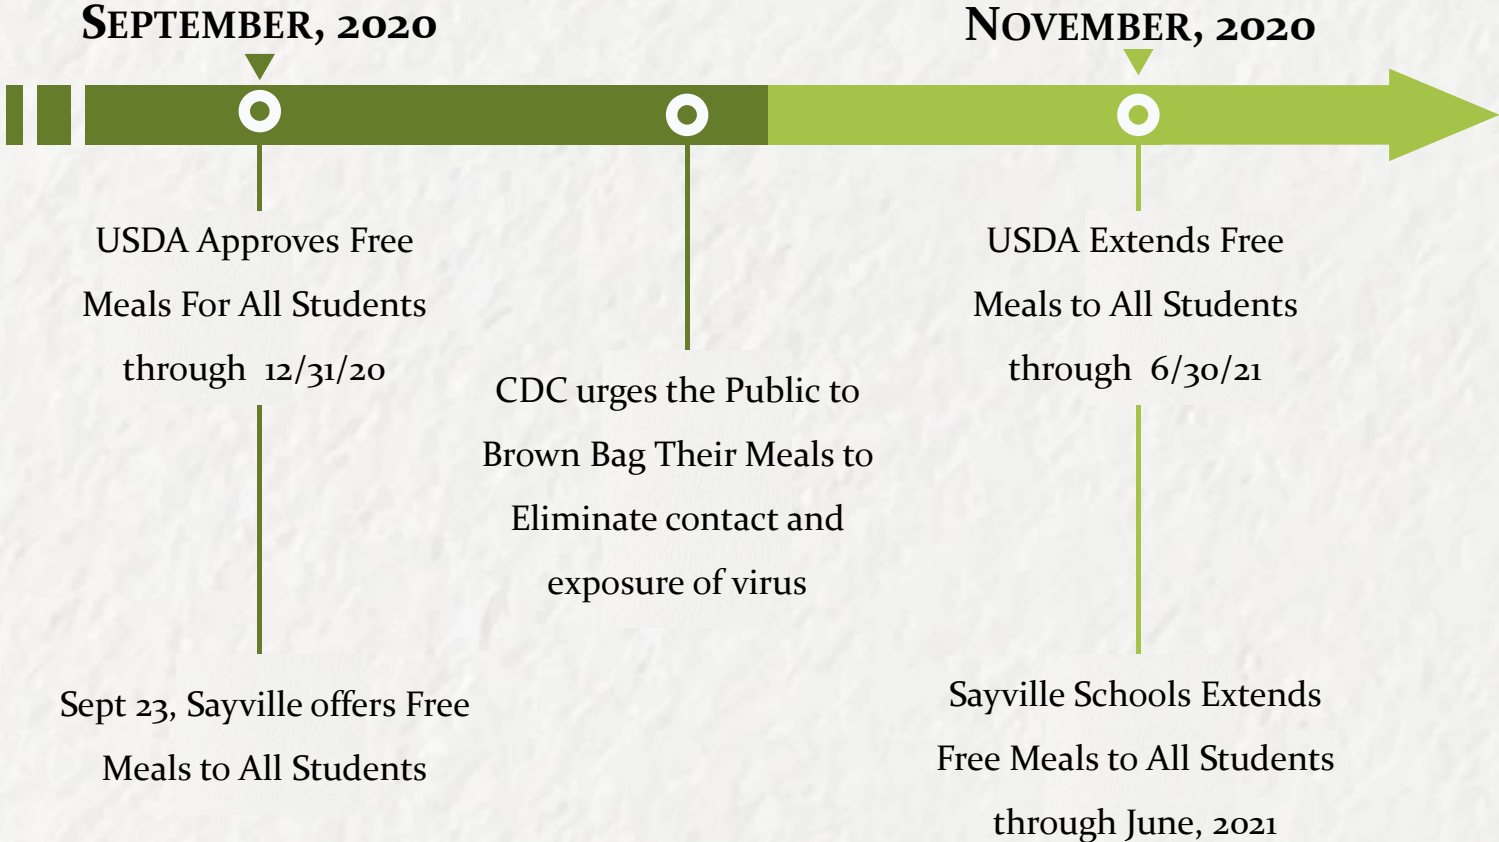 SEPTEMBER, 2020
USDA Approves Free
Meals For All Students
through 12/31/20
Sept 23, Sayville offers Free
Meals to All Students
CDC urges the Public to
Brown Bag Their Meals to
Eliminate contact and
exposure of virus
NOVEMBER, 2020
USDA Extends Free
Meals to All Students
through 6/30/21
Sayville Schools Extends
Free Meals to All Students
through June, 2021